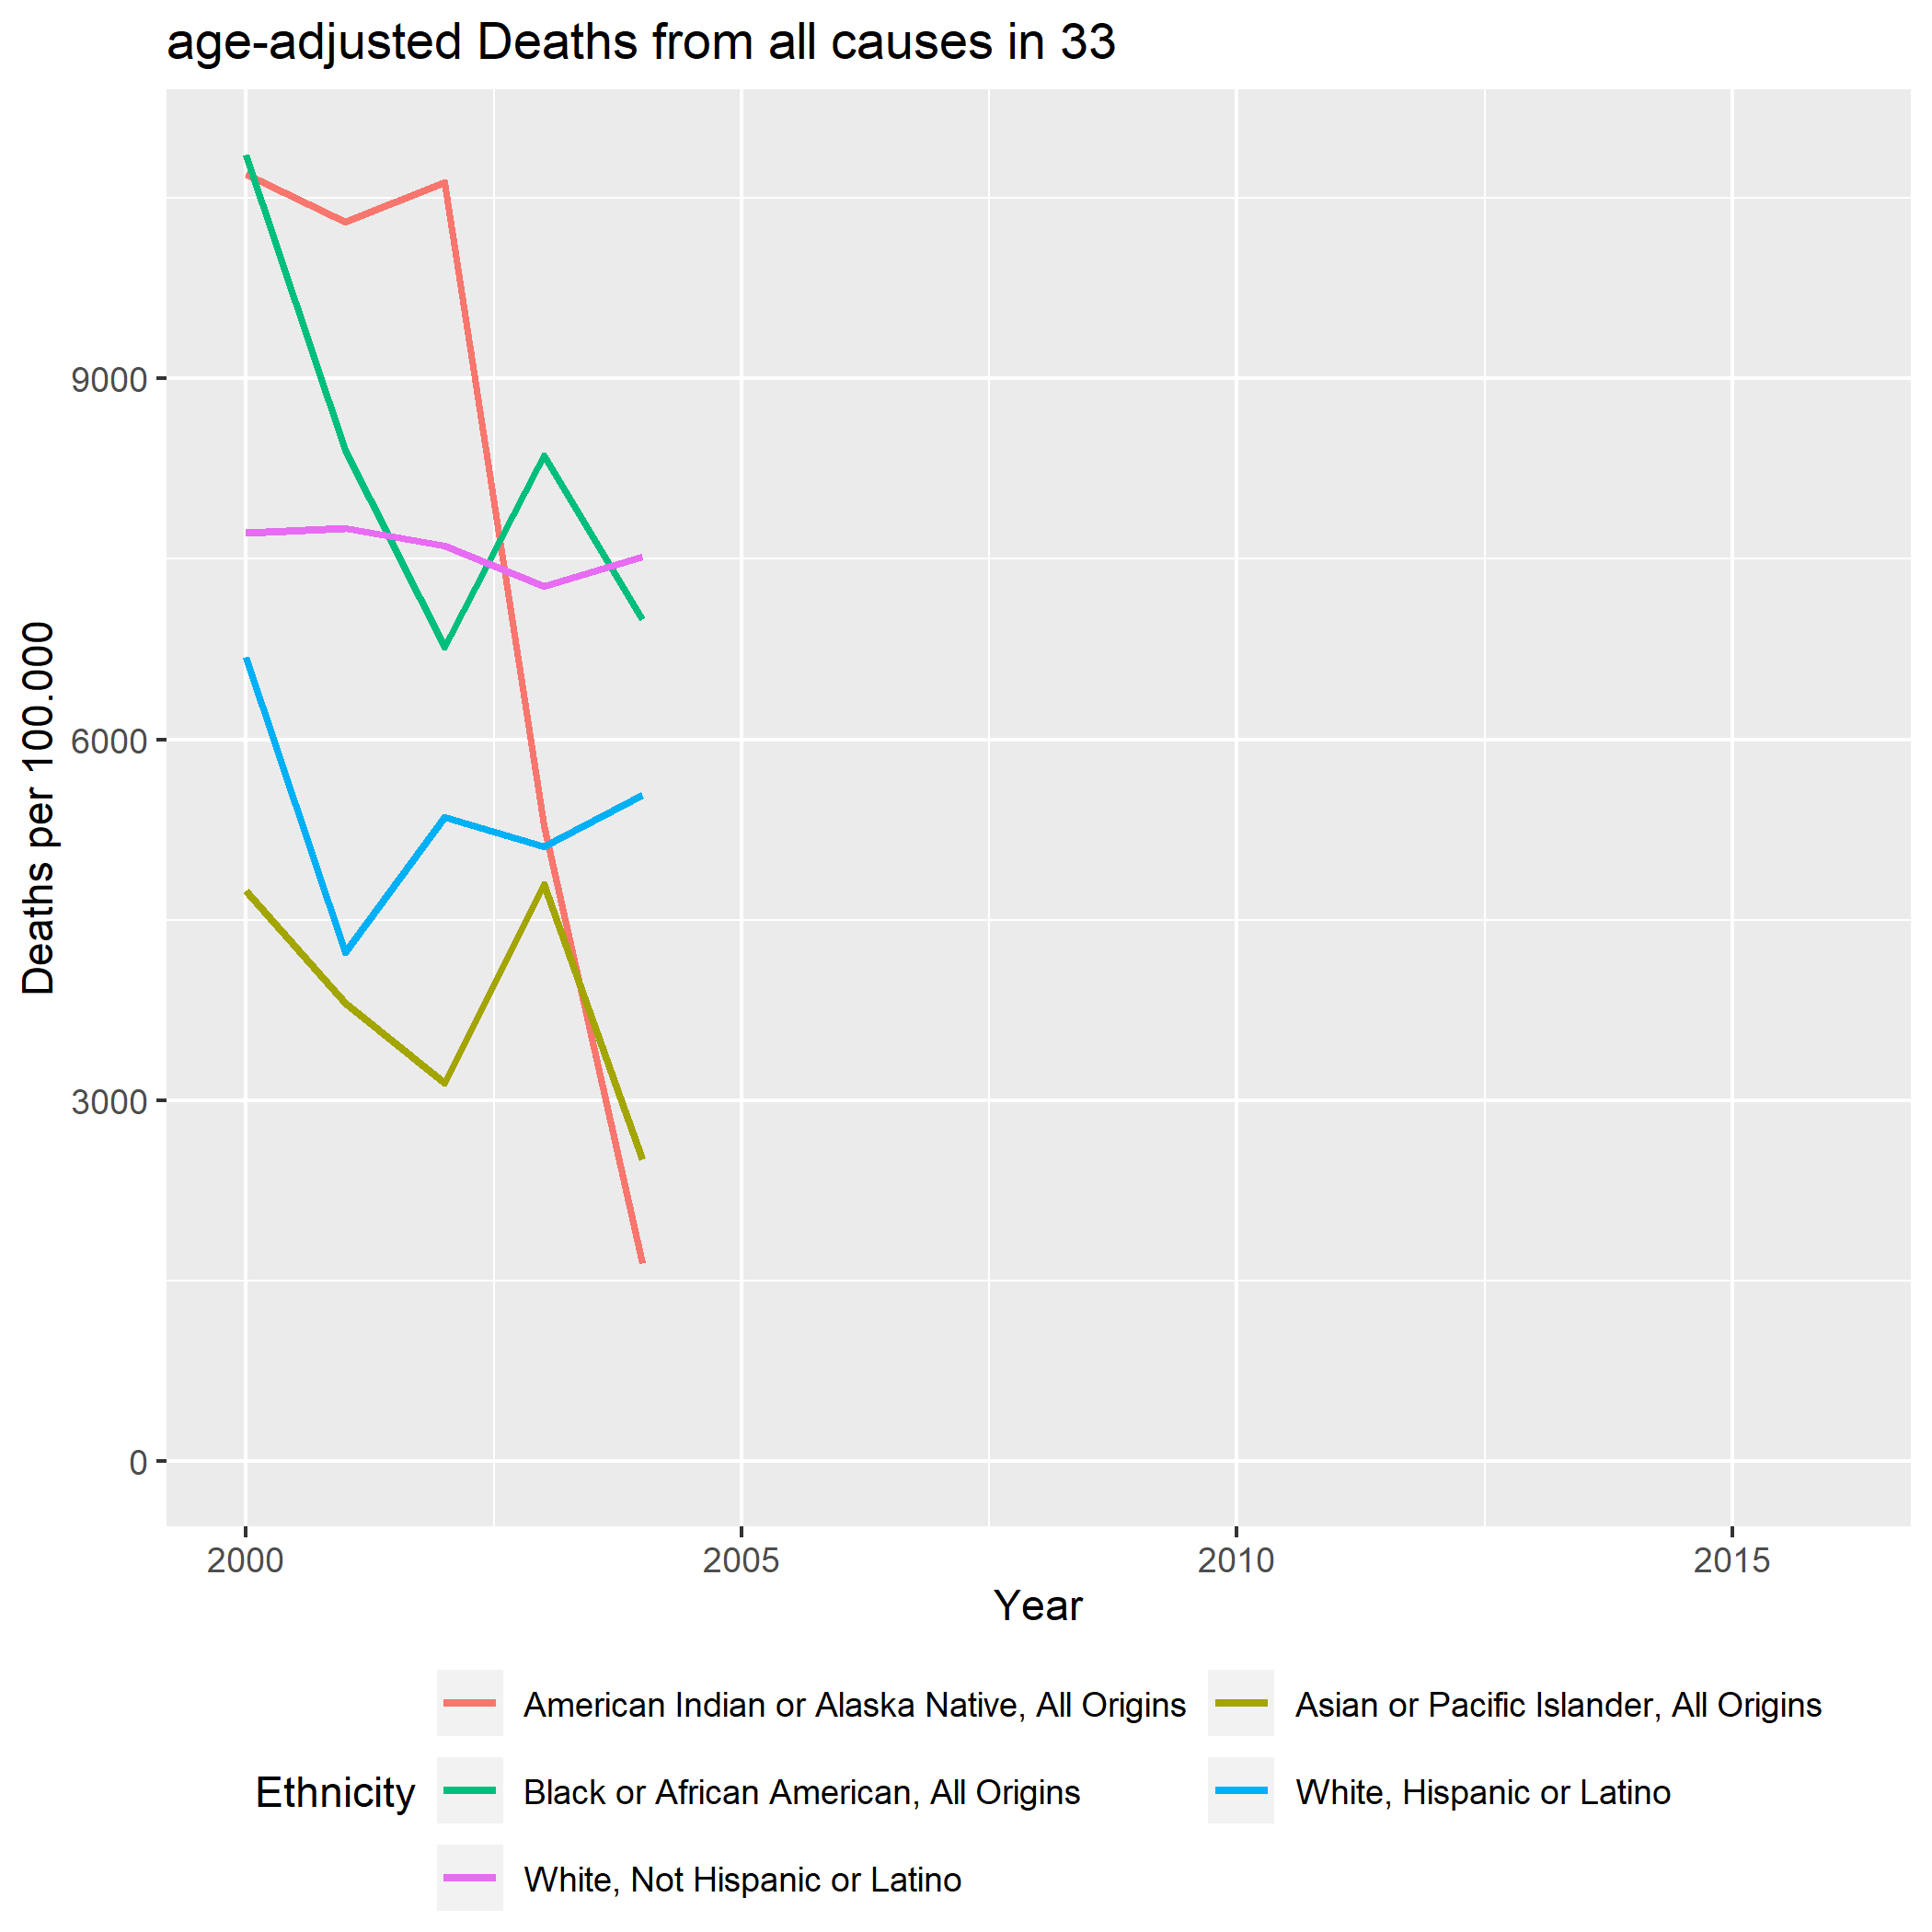 age-adjusted Deaths from all causes in 33
Deaths per 100.000
9000
6000
3000
0
2000 2005 2010 2015
Year
Ethnicity
American Indian or Alaska Native, All Origins
Asian or Pacific Islander, All Origins
Black or African American, All Origins
White, Hispanic or Latino
White, Not Hispanic or Latino